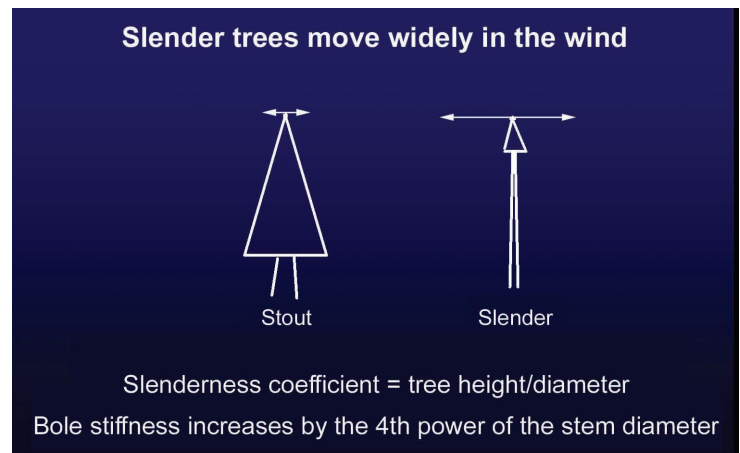 Slender trees move widely in the wind
Stout
Slender
Slenderness coefficient = tree height/diameter
Bole stiffness increases by the 4th power of the stem diameter